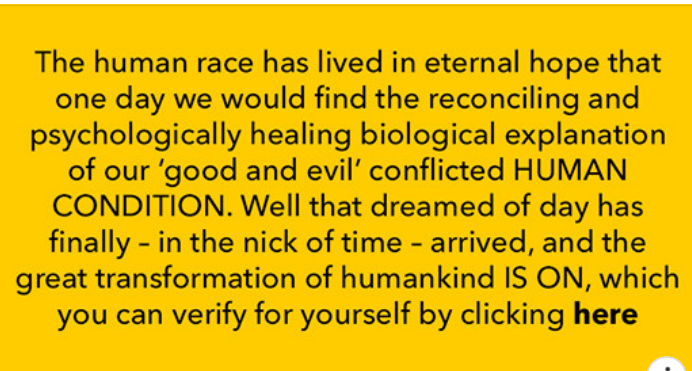 The human race has lived in eternal hope that
one day we would find the reconciling and
psychologically healing biological explanation
of our ‘good and evil’ conflicted HUMAN
CONDITION. Well that dreamed of day has
finally – in the nick of time – arrived, and the
great transformation of humankind IS ON, which
you can verify for yourself by clicking here